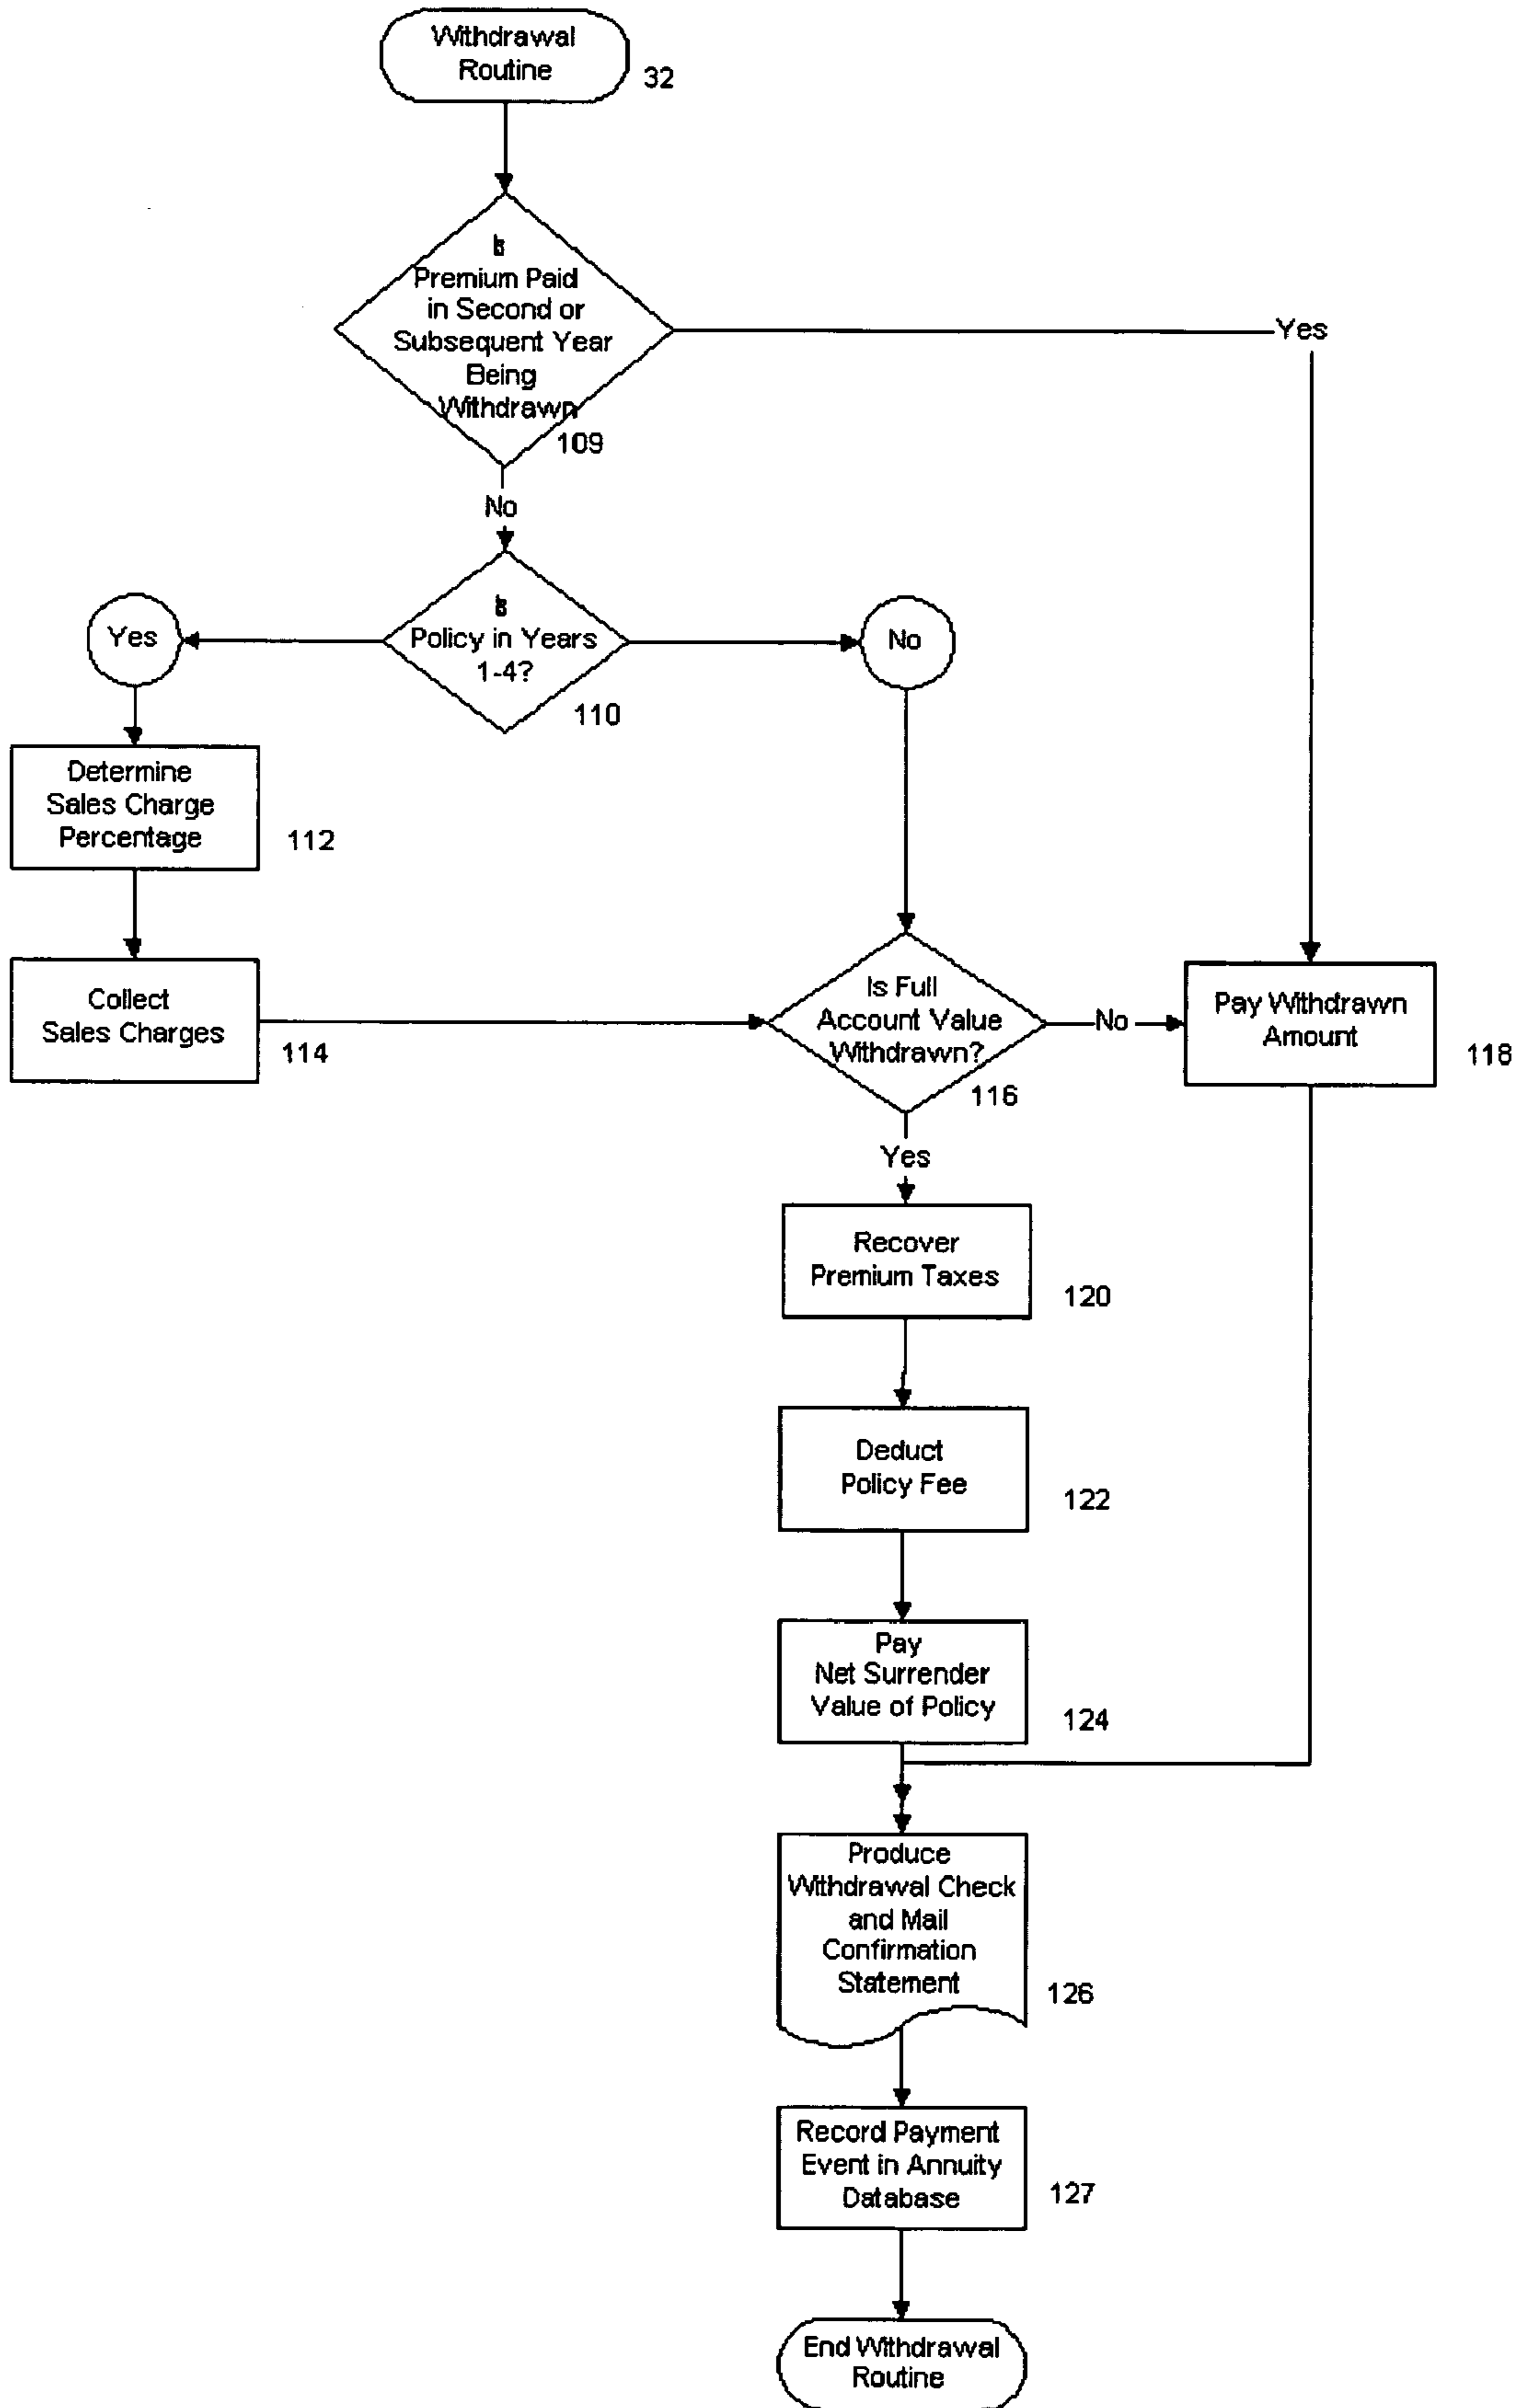 Withdrawal
Routine
32
Is
Premium Paid
in Second or
Subsequent Year
Being
Withdrawn
109
Yes
No
Yes
Is
Policy in Years
1-4?
110
No
Determine
Sales Charge
Percentage
112
Collect
Sales Charges
114
Is Full
Account Value
Withdrawn?
116
No
Pay Withdrawn
Amount
118
Yes
Recover
Premium Taxes
120
Deduct
Policy Fee
122
Pay
Net Surrender
Value of Policy
124
Produce
Withdrawal Check
and Mail
Confirmation
Statement
126
Record Payment
Event in Annuity
Database
127
End Withdrawal
Routine